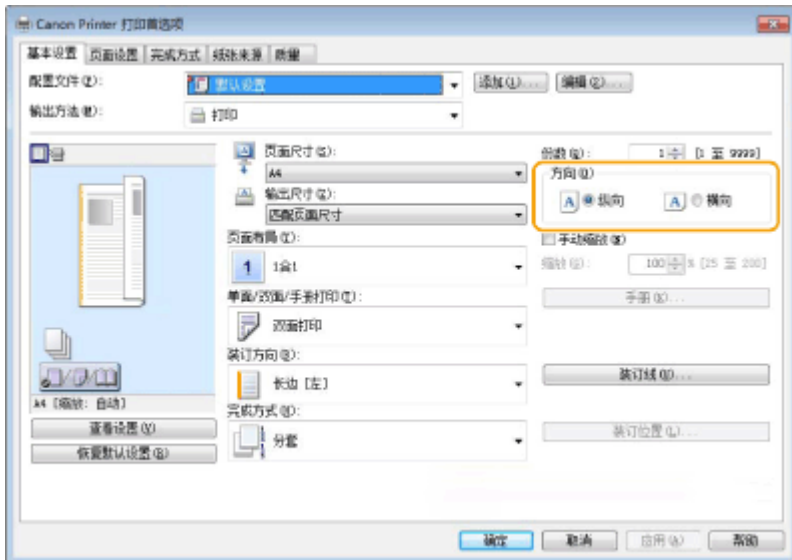 Canon Printer 打印首选项
基本设置 页面设置 完成方式 纸张来源 质量
配置文件(F): 默认设置 添加(1)... 编辑(2)...
输出方法(M): 打印
页面尺寸(S): 份数(Q): 1 [1 至 9999]
A4 方向(O)
输出尺寸(Z): A 纵向 A 横向
匹配页面尺寸
页面布局(Y): 手动缩放(N)
1 1合1 缩放(G): 100 % [25 至 200]
单面/双面/手册打印(T): 手册(K)...
双面打印
装订方向(B):
长边 [左] 装订线(U)...
A4 [缩放: 自动] 完成方式(H):
查看设置(V) 分套 装订位置(L)...
恢复默认设置(R)
确定 取消 应用(A) 帮助